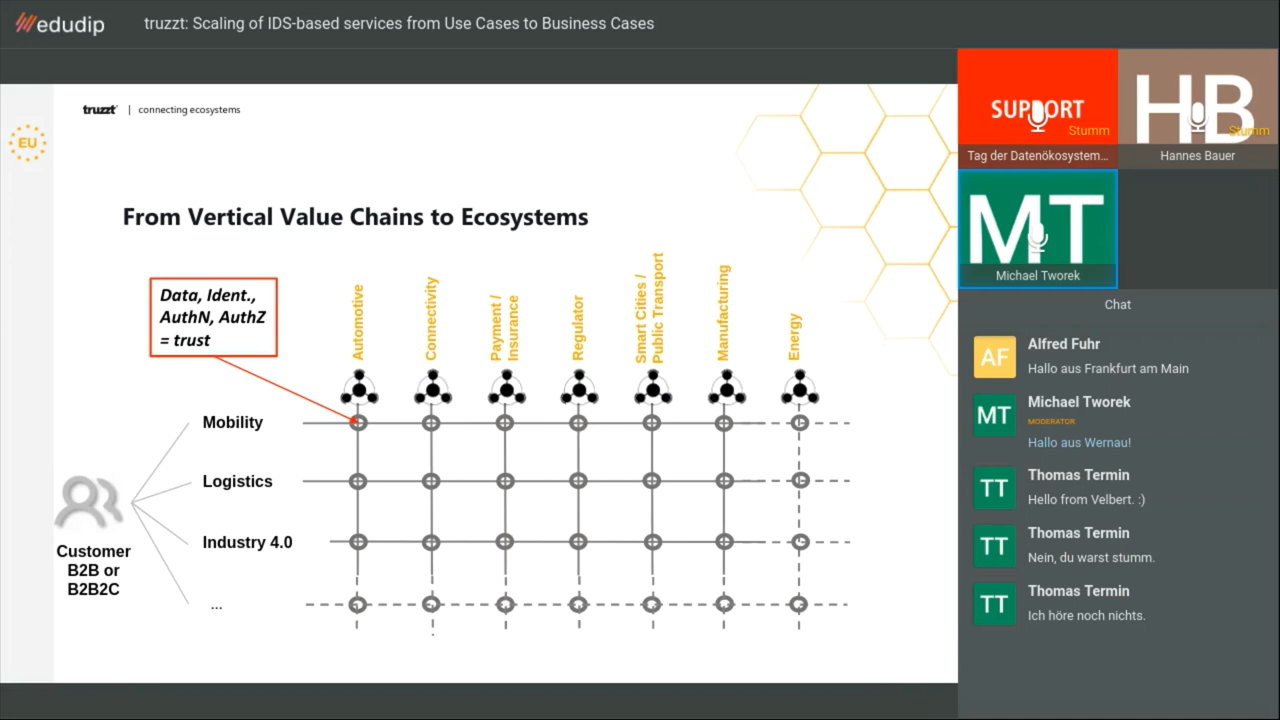 edudip
truzzt: Scaling of IDS-based services from Use Cases to Business Cases
truzzt | connecting ecosystems
EU
From Vertical Value Chains to Ecosystems
Data, Ident.,
AuthN, AuthZ
= trust
Automotive
Connectivity
Payment /
Insurance
Regulator
Smart Cities /
Public Transport
Manufacturing
Energy
Mobility
Logistics
Industry 4.0
...
Customer
B2B or
B2B2C
SUPPORT
Stumm
Tag der Datenökosystem...
HB
Stumm
Hannes Bauer
MT
Michael Tworek
Chat
AF
Alfred Fuhr
Hallo aus Frankfurt am Main
MT
Michael Tworek
MODERATOR
Hallo aus Wernau!
TT
Thomas Termin
Hello from Velbert. :)
TT
Thomas Termin
Nein, du warst stumm.
TT
Thomas Termin
Ich höre noch nichts.